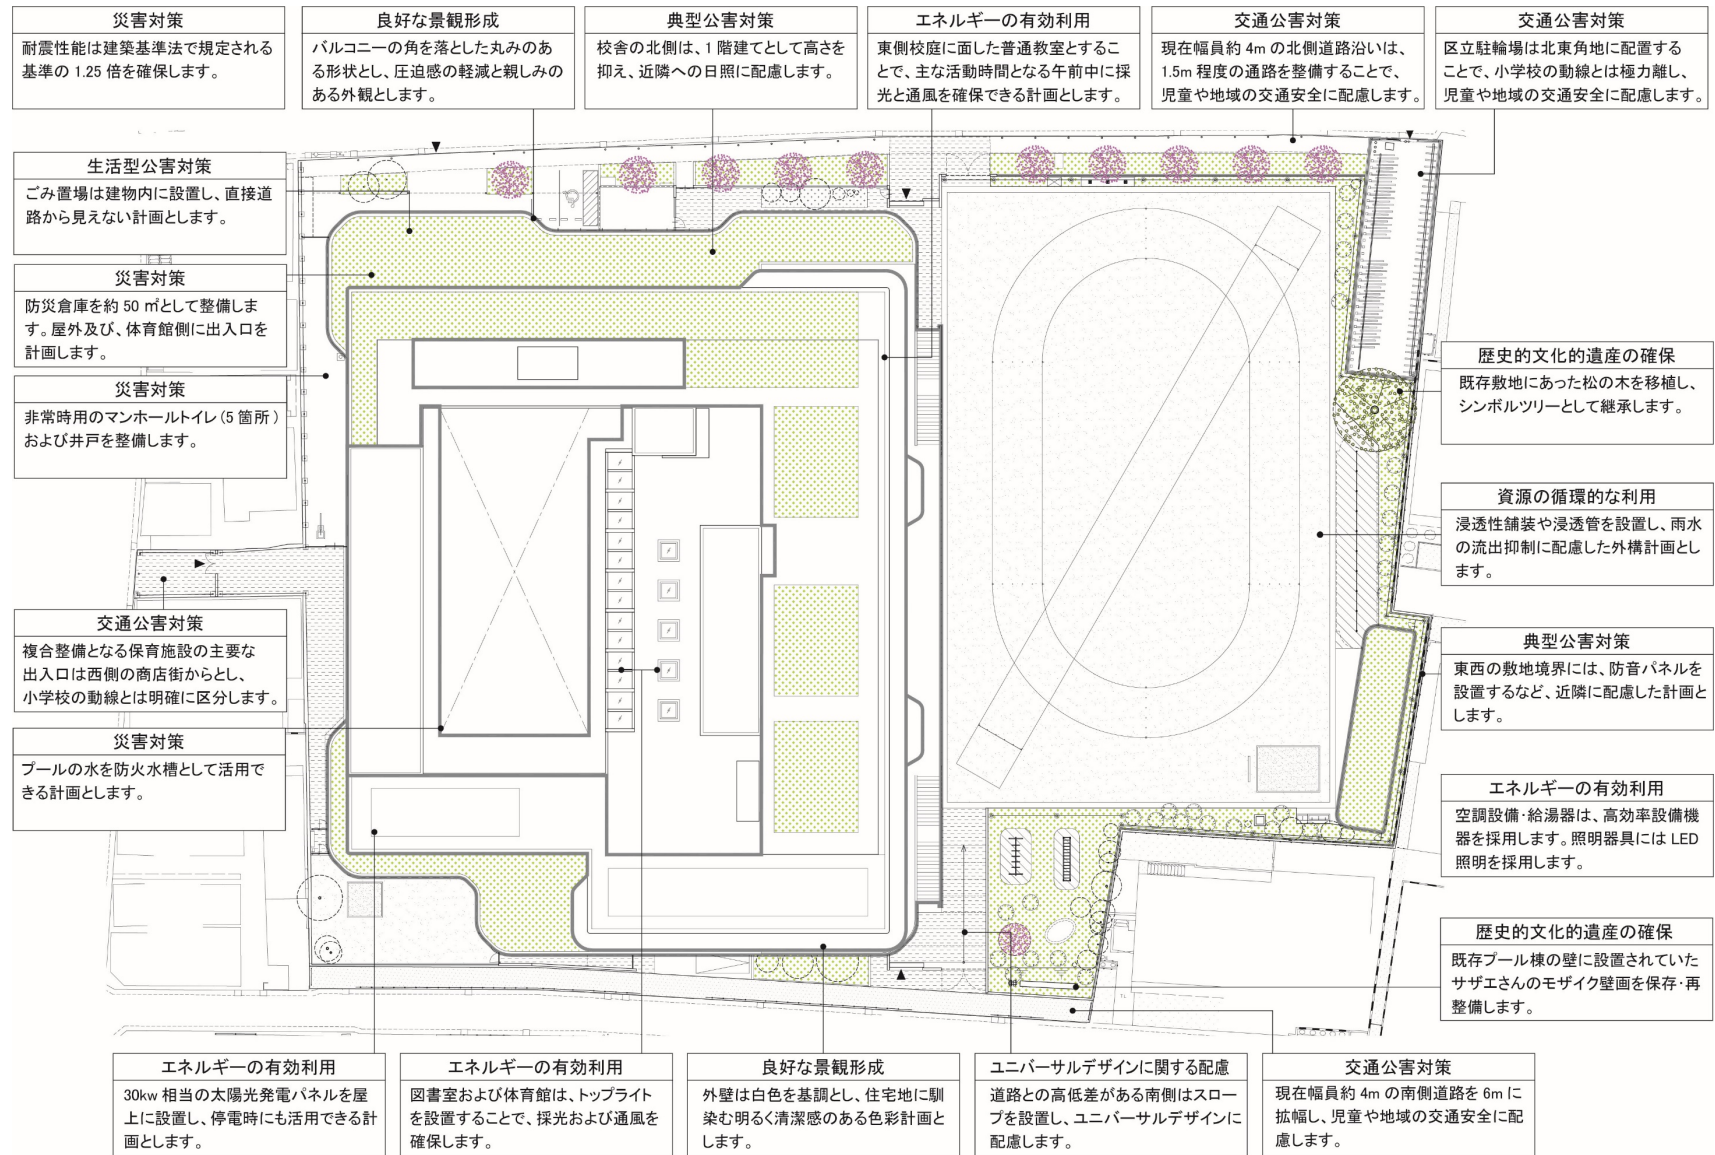 災害対策
耐震性能は建築基準法で規定される
基準の 1.25 倍を確保します。
良好な景観形成
バルコニーの角を落とした丸みのあ
る形状とし、圧迫感の軽減と親しみの
ある外観とします。
典型公害対策
校舎の北側は、1 階建てとして高さを
抑え、近隣への日照に配慮します。
エネルギーの有効利用
東側校庭に面した普通教室とするこ
とで、主な活動時間となる午前中に採
光と通風を確保できる計画とします。
交通公害対策
現在幅員約 4m の北側道路沿いは、
1.5m 程度の通路を整備することで、
児童や地域の交通安全に配慮します。
交通公害対策
区立駐輪場は北東角地に配置する
ことで、小学校の動線とは極力離し、
児童や地域の交通安全に配慮します。
生活型公害対策
ごみ置場は建物内に設置し、直接道
路から見えない計画とします。
災害対策
防災倉庫を約 50 ㎡として整備しま
す。屋外及び、体育館側に出入口を
計画します。
災害対策
非常時用のマンホールトイレ(5 箇所)
および井戸を整備します。
交通公害対策
複合整備となる保育施設の主要な
出入口は西側の商店街からとし、
小学校の動線とは明確に区分します。
災害対策
プールの水を防火水槽として活用で
きる計画とします。
歴史的文化的遺産の確保
既存敷地にあった松の木を移植し、
シンボルツリーとして継承します。
資源の循環的な利用
浸透性舗装や浸透管を設置し、雨水
の流出抑制に配慮した外構計画とし
ます。
典型公害対策
東西の敷地境界には、防音パネルを
設置するなど、近隣に配慮した計画と
します。
エネルギーの有効利用
空調設備・給湯器は、高効率設備機
器を採用します。照明器具には LED
照明を採用します。
歴史的文化的遺産の確保
既存プール棟の壁に設置されていた
サザエさんのモザイク壁画を保存・再
整備します。
エネルギーの有効利用
30kw 相当の太陽光発電パネルを屋
上に設置し、停電時にも活用できる計
画とします。
エネルギーの有効利用
図書室および体育館は、トップライト
を設置することで、採光および通風を
確保します。
良好な景観形成
外壁は白色を基調とし、住宅地に馴
染む明るく清潔感のある色彩計画と
します。
ユニバーサルデザインに関する配慮
道路との高低差がある南側はスロー
プを設置し、ユニバーサルデザインに
配慮します。
交通公害対策
現在幅員約 4m の南側道路を 6m に
拡幅し、児童や地域の交通安全に配
慮します。